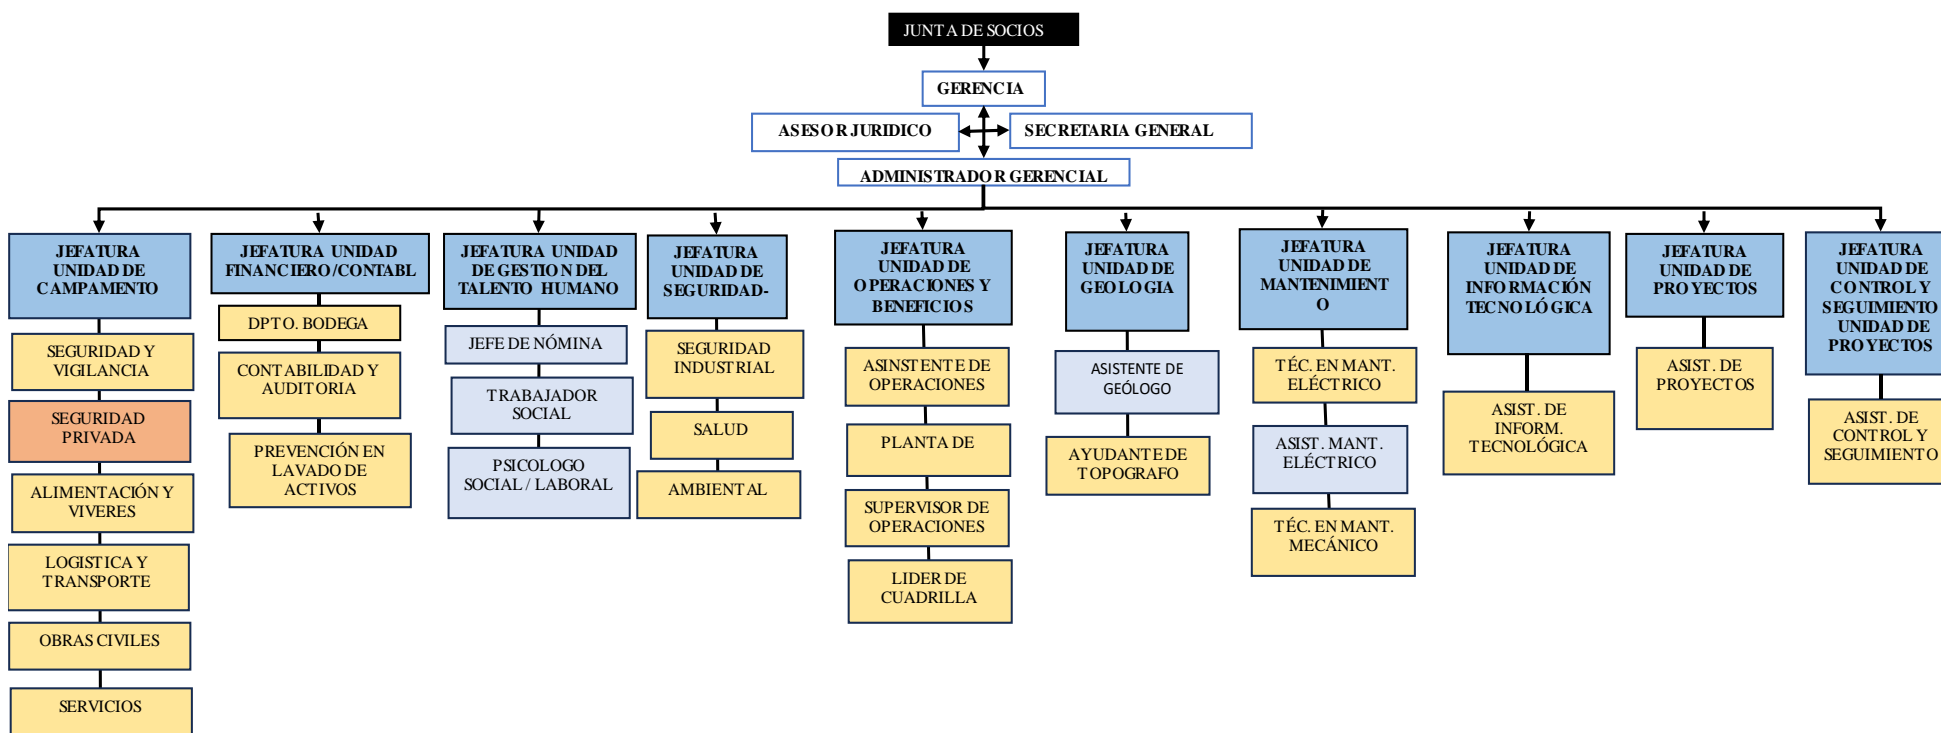 JUNTA DE SOCIOS
GERENCIA
ASESOR JURIDICO
SECRETARIA GENERAL
ADMINISTRADOR GERENCIAL
JEFATURA
UNIDAD DE
CAMPAMENTO
SEGURIDAD Y
VIGILANCIA
SEGURIDAD
PRIVADA
ALIMENTACIÓN Y
VIVERES
LOGISTICA Y
TRANSPORTE
OBRAS CIVILES
SERVICIOS
JEFATURA UNIDAD
FINANCIERO/CONTABL
DPTO. BODEGA
CONTABILIDAD Y
AUDITORIA
PREVENCIÓN EN
LAVADO DE
ACTIVOS
JEFATURA UNIDAD
DE GESTION DEL
TALENTO HUMANO
JEFE DE NÓMINA
TRABAJADOR
SOCIAL
PSICOLOGO
SOCIAL / LABORAL
JEFATURA
UNIDAD DE
SEGURIDAD-
SEGURIDAD
INDUSTRIAL
SALUD
AMBIENTAL
JEFATURA
UNIDAD DE
OPERACIONES Y
BENEFICIOS
ASINSTENTE DE
OPERACIONES
PLANTA DE
SUPERVISOR DE
OPERACIONES
LIDER DE
CUADRILLA
JEFATURA
UNIDAD DE
GEOLOGIA
ASISTENTE DE
GEÓLOGO
AYUDANTE DE
TOPOGRAFO
JEFATURA
UNIDAD DE
MANTENIMIENT
O
TÉC. EN MANT.
ELÉCTRICO
ASIST. MANT.
ELÉCTRICO
TÉC. EN MANT.
MECÁNICO
JEFATURA
UNIDAD DE
INFORMACIÓN
TECNOLÓGICA
ASIST. DE
INFORM.
TECNOLÓGICA
JEFATURA
UNIDAD DE
PROYECTOS
ASIST. DE
PROYECTOS
JEFATURA
UNIDAD DE
CONTROL Y
SEGUIMIENTO
UNIDAD DE
PROYECTOS
ASIST. DE
CONTROL Y
SEGUIMIENTO